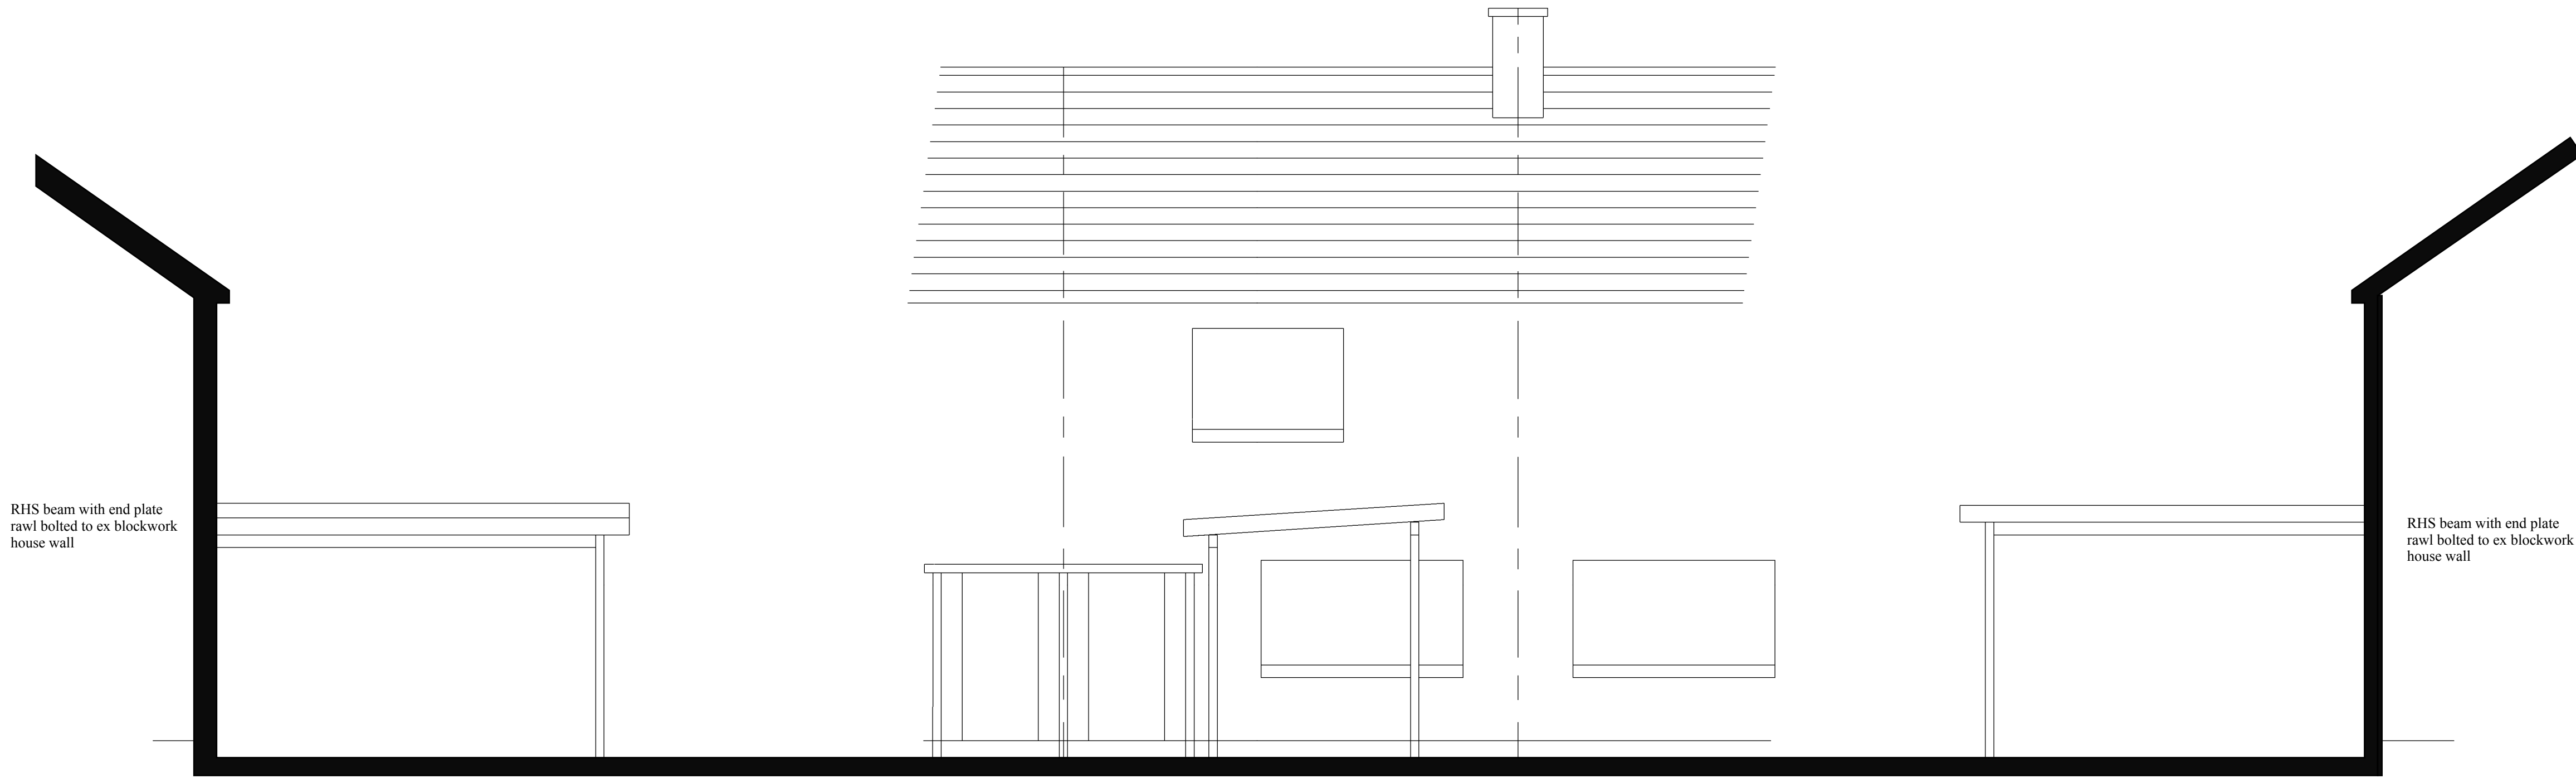 RHS beam with end plate
rawl bolted to ex blockwork
house wall
RHS beam with end plate
rawl bolted to ex blockwork
house wall